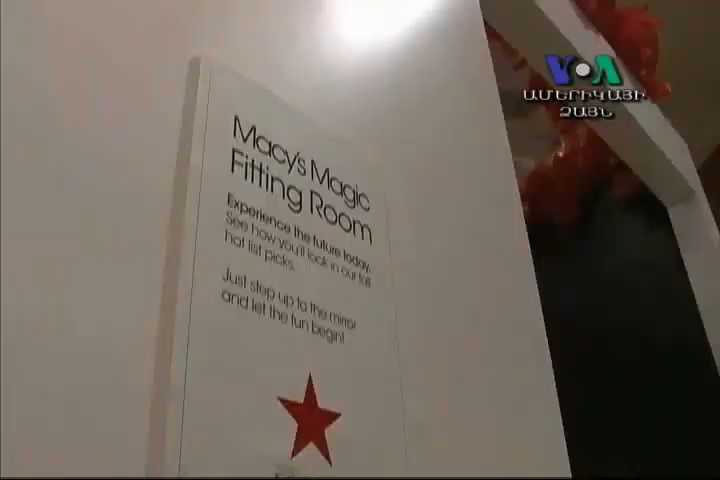 Macy's Magic
Fitting Room
Experience the future today.
See how you'll look in our fall
hot list picks.
Just step up to the mirror
and let the fun begin!
VOA
ԱՄԵՐԻԿԱՅԻ
ՁԱՅՆ